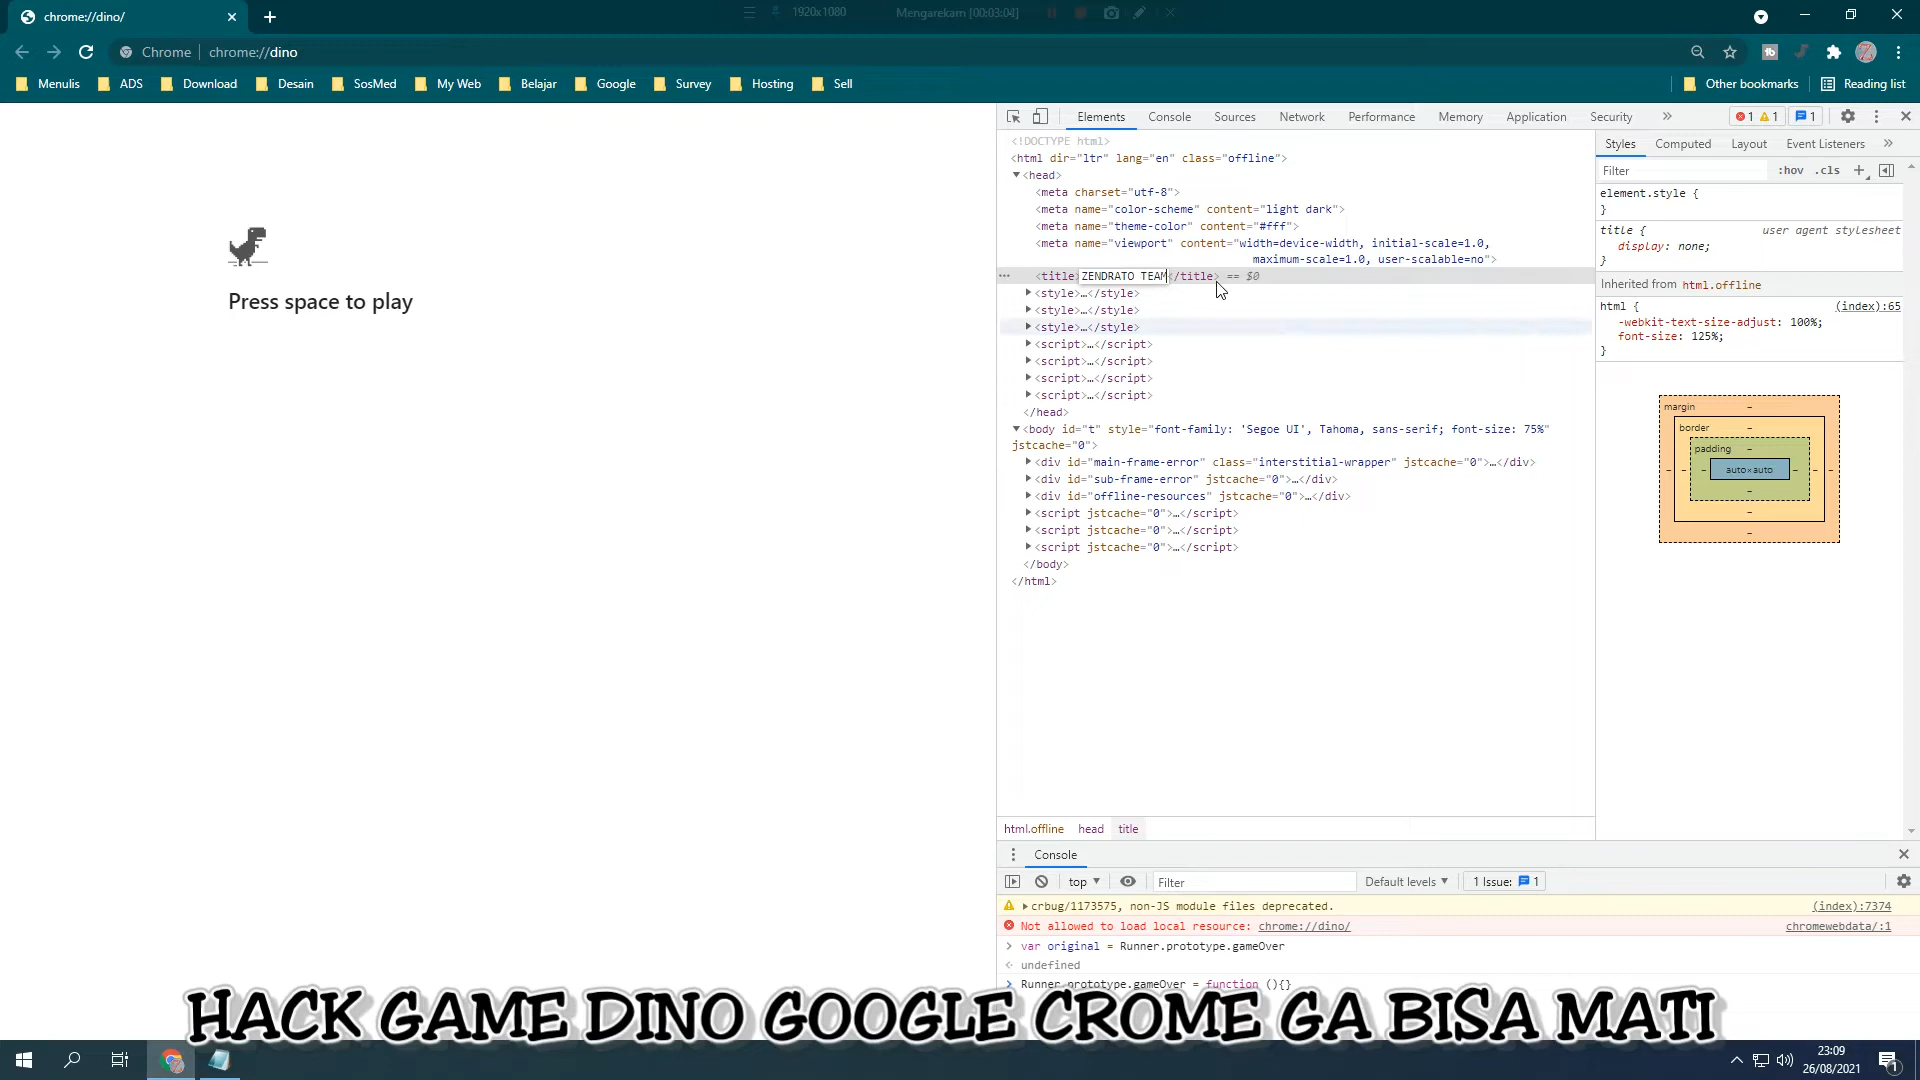 chrome://dino/
1920x1080
Mengarekam [00:03:04]
Chrome
chrome://dino
Menulis
ADS
Download
Desain
SosMed
My Web
Belajar
Google
Survey
Hosting
Sell
Other bookmarks
Reading list
Press space to play
Elements
Console
Sources
Network
Performance
Memory
Application
Security
1
1
1
<!DOCTYPE html>
<html dir="ltr" lang="en" class="offline">
<head>
<meta charset="utf-8">
<meta name="color-scheme" content="light dark">
<meta name="theme-color" content="#fff">
<meta name="viewport" content="width=device-width, initial-scale=1.0,
maximum-scale=1.0, user-scalable=no">
<title>ZENDRATO TEAM</title> == $0
<style>…</style>
<style>…</style>
<style>…</style>
<script>…</script>
<script>…</script>
<script>…</script>
<script>…</script>
</head>
<body id="t" style="font-family: 'Segoe UI', Tahoma, sans-serif; font-size: 75%"
jstcache="0">
<div id="main-frame-error" class="interstitial-wrapper" jstcache="0">…</div>
<div id="sub-frame-error" jstcache="0">…</div>
<div id="offline-resources" jstcache="0">…</div>
<script jstcache="0">…</script>
<script jstcache="0">…</script>
<script jstcache="0">…</script>
</body>
</html>
html.offline
head
title
Styles
Computed
Layout
Event Listeners
Filter
:hov
.cls
element.style {
}
title {
user agent stylesheet
display: none;
}
Inherited from html.offline
html {
(index):65
-webkit-text-size-adjust: 100%;
font-size: 125%;
}
margin
border
padding
auto×auto
Console
top
Filter
Default levels
1 Issue:
1
crbug/1173575, non-JS module files deprecated.
(index):7374
Not allowed to load local resource: chrome://dino/
chromewebdata/:1
var original = Runner.prototype.gameOver
undefined
Runner.prototype.gameOver = function (){}
HACK GAME DINO GOOGLE CROME GA BISA MATI
23:09
26/08/2021
1